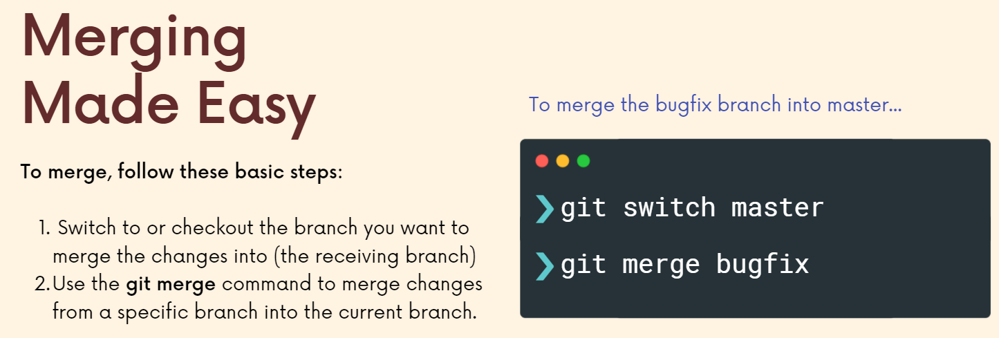 Merging
Made Easy
To merge, follow these basic steps:
1. Switch to or checkout the branch you want to
merge the changes into (the receiving branch)
2. Use the git merge command to merge changes
from a specific branch into the current branch.
To merge the bugfix branch into master...
❯ git switch master
❯ git merge bugfix